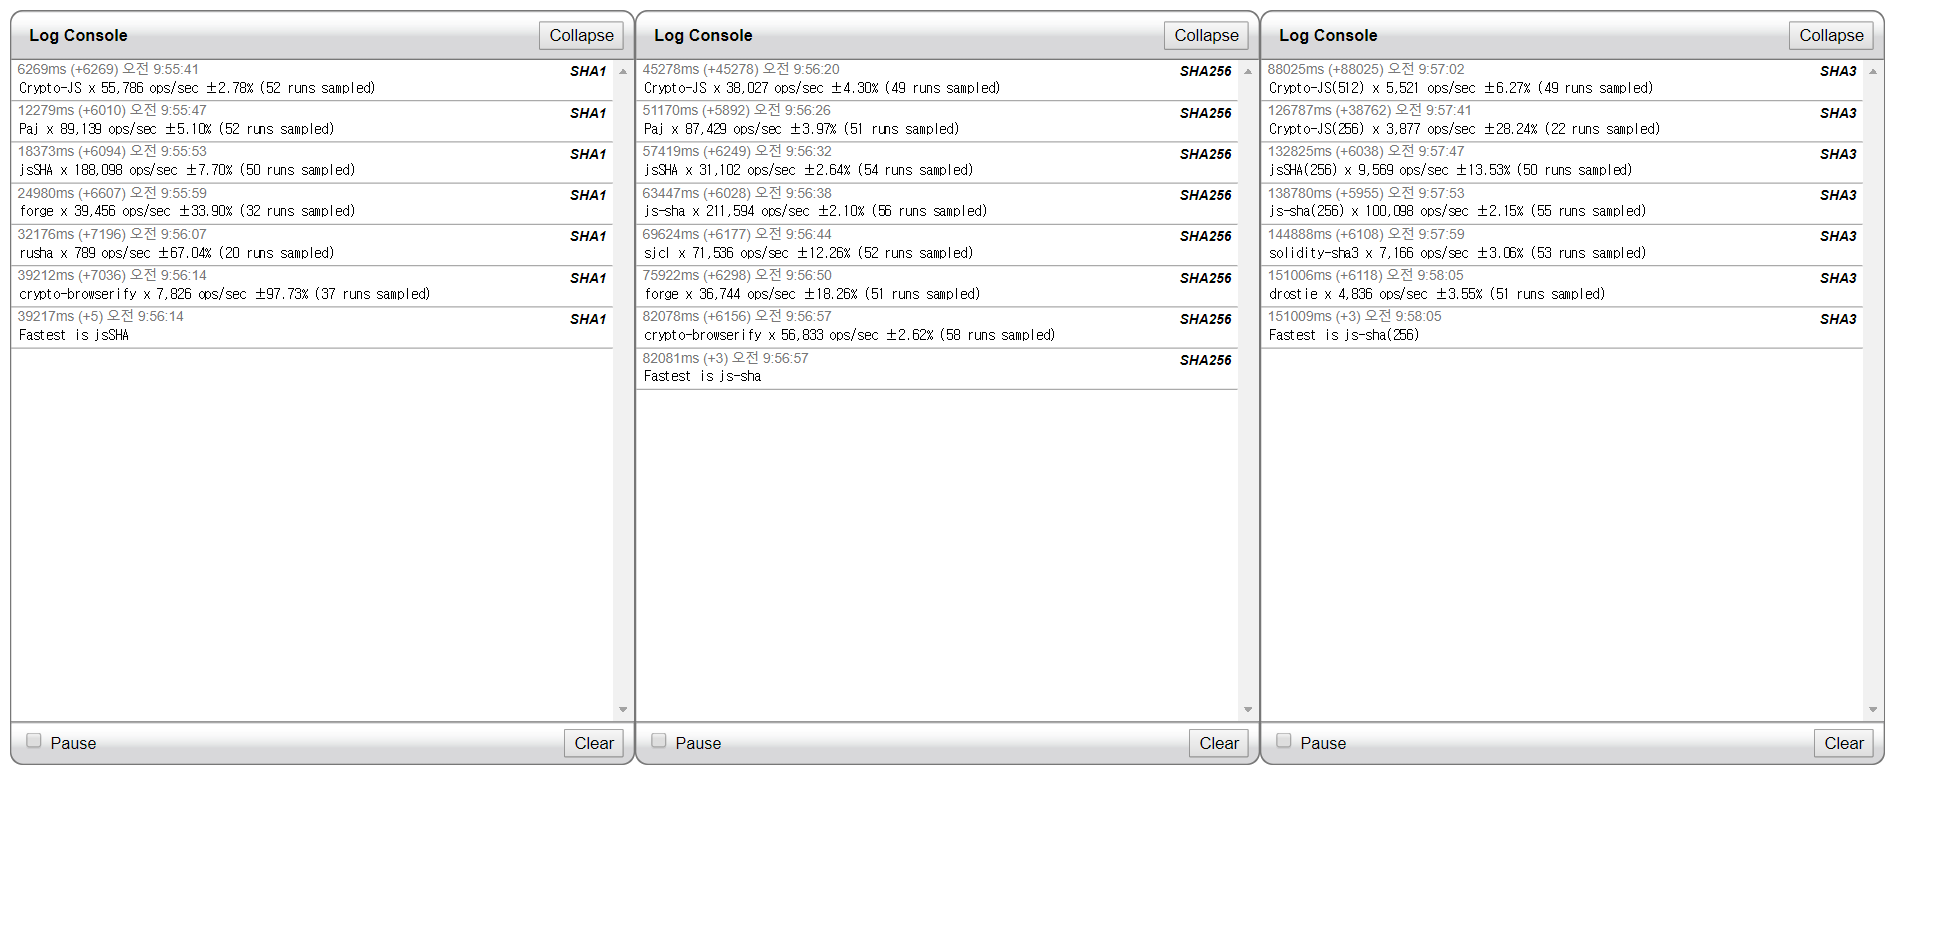 Log Console Collapse
6269ms (+6269) 오전 9:55:41 SHA1
Crypto-JS x 55,786 ops/sec ±2.78% (52 runs sampled)
12279ms (+6010) 오전 9:55:47 SHA1
Paj x 89,139 ops/sec ±5.10% (52 runs sampled)
18373ms (+6094) 오전 9:55:53 SHA1
jsSHA x 188,098 ops/sec ±7.70% (50 runs sampled)
24980ms (+6607) 오전 9:55:59 SHA1
forge x 39,456 ops/sec ±33.90% (32 runs sampled)
32176ms (+7196) 오전 9:56:07 SHA1
rusha x 789 ops/sec ±67.04% (20 runs sampled)
39212ms (+7036) 오전 9:56:14 SHA1
crypto-browserify x 7,826 ops/sec ±97.73% (37 runs sampled)
39217ms (+5) 오전 9:56:14 SHA1
Fastest is jsSHA
Pause Clear
Log Console Collapse
45278ms (+45278) 오전 9:56:20 SHA256
Crypto-JS x 38,027 ops/sec ±4.30% (49 runs sampled)
51170ms (+5892) 오전 9:56:26 SHA256
Paj x 87,429 ops/sec ±3.97% (51 runs sampled)
57419ms (+6249) 오전 9:56:32 SHA256
jsSHA x 31,102 ops/sec ±2.64% (54 runs sampled)
63447ms (+6028) 오전 9:56:38 SHA256
js-sha x 211,594 ops/sec ±2.10% (56 runs sampled)
69624ms (+6177) 오전 9:56:44 SHA256
sjcl x 71,536 ops/sec ±12.26% (52 runs sampled)
75922ms (+6298) 오전 9:56:50 SHA256
forge x 36,744 ops/sec ±18.26% (51 runs sampled)
82078ms (+6156) 오전 9:56:57 SHA256
crypto-browserify x 56,833 ops/sec ±2.62% (58 runs sampled)
82081ms (+3) 오전 9:56:57 SHA256
Fastest is js-sha
Pause Clear
Log Console Collapse
88025ms (+88025) 오전 9:57:02 SHA3
Crypto-JS(512) x 5,521 ops/sec ±6.27% (49 runs sampled)
126787ms (+38762) 오전 9:57:41 SHA3
Crypto-JS(256) x 3,877 ops/sec ±28.24% (22 runs sampled)
132825ms (+6038) 오전 9:57:47 SHA3
jsSHA(256) x 9,569 ops/sec ±13.53% (50 runs sampled)
138780ms (+5955) 오전 9:57:53 SHA3
js-sha(256) x 100,098 ops/sec ±2.15% (55 runs sampled)
144888ms (+6108) 오전 9:57:59 SHA3
solidity-sha3 x 7,166 ops/sec ±3.06% (53 runs sampled)
151006ms (+6118) 오전 9:58:05 SHA3
drostie x 4,836 ops/sec ±3.55% (51 runs sampled)
151009ms (+3) 오전 9:58:05 SHA3
Fastest is js-sha(256)
Pause Clear